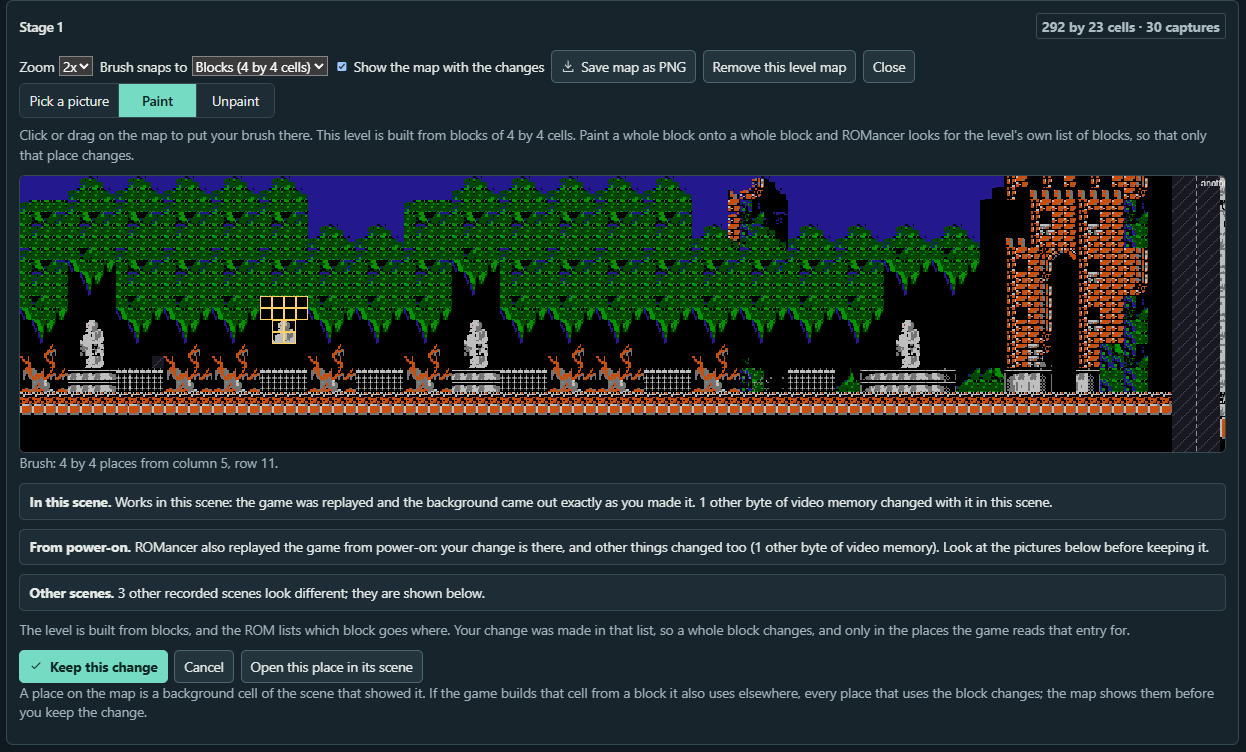 Stage 1
292 by 23 cells · 30 captures
Zoom 2x Brush snaps to Blocks (4 by 4 cells) Show the map with the changes Save map as PNG Remove this level map Close
Pick a picture Paint Unpaint
Click or drag on the map to put your brush there. This level is built from blocks of 4 by 4 cells. Paint a whole block onto a whole block and ROMancer looks for the level's own list of blocks, so that only
that place changes.
Brush: 4 by 4 places from column 5, row 11.
In this scene. Works in this scene: the game was replayed and the background came out exactly as you made it. 1 other byte of video memory changed with it in this scene.
From power-on. ROMancer also replayed the game from power-on: your change is there, and other things changed too (1 other byte of video memory). Look at the pictures below before keeping it.
Other scenes. 3 other recorded scenes look different; they are shown below.
The level is built from blocks, and the ROM lists which block goes where. Your change was made in that list, so a whole block changes, and only in the places the game reads that entry for.
Keep this change Cancel Open this place in its scene
A place on the map is a background cell of the scene that showed it. If the game builds that cell from a block it also uses elsewhere, every place that uses the block changes; the map shows them before
you keep the change.